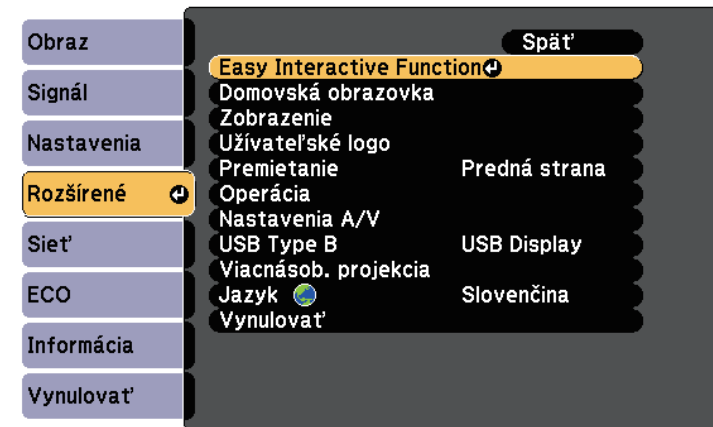 Obraz
Signál
Nastavenia
Rozšírené
Sieť
ECO
Informácia
Vynulovať
Späť
Easy Interactive Function
Domovská obrazovka
Zobrazenie
Užívateľské logo
Premietanie Predná strana
Operácia
Nastavenia A/V
USB Type B USB Display
Viacnásob. projekcia
Jazyk Slovenčina
Vynulovať